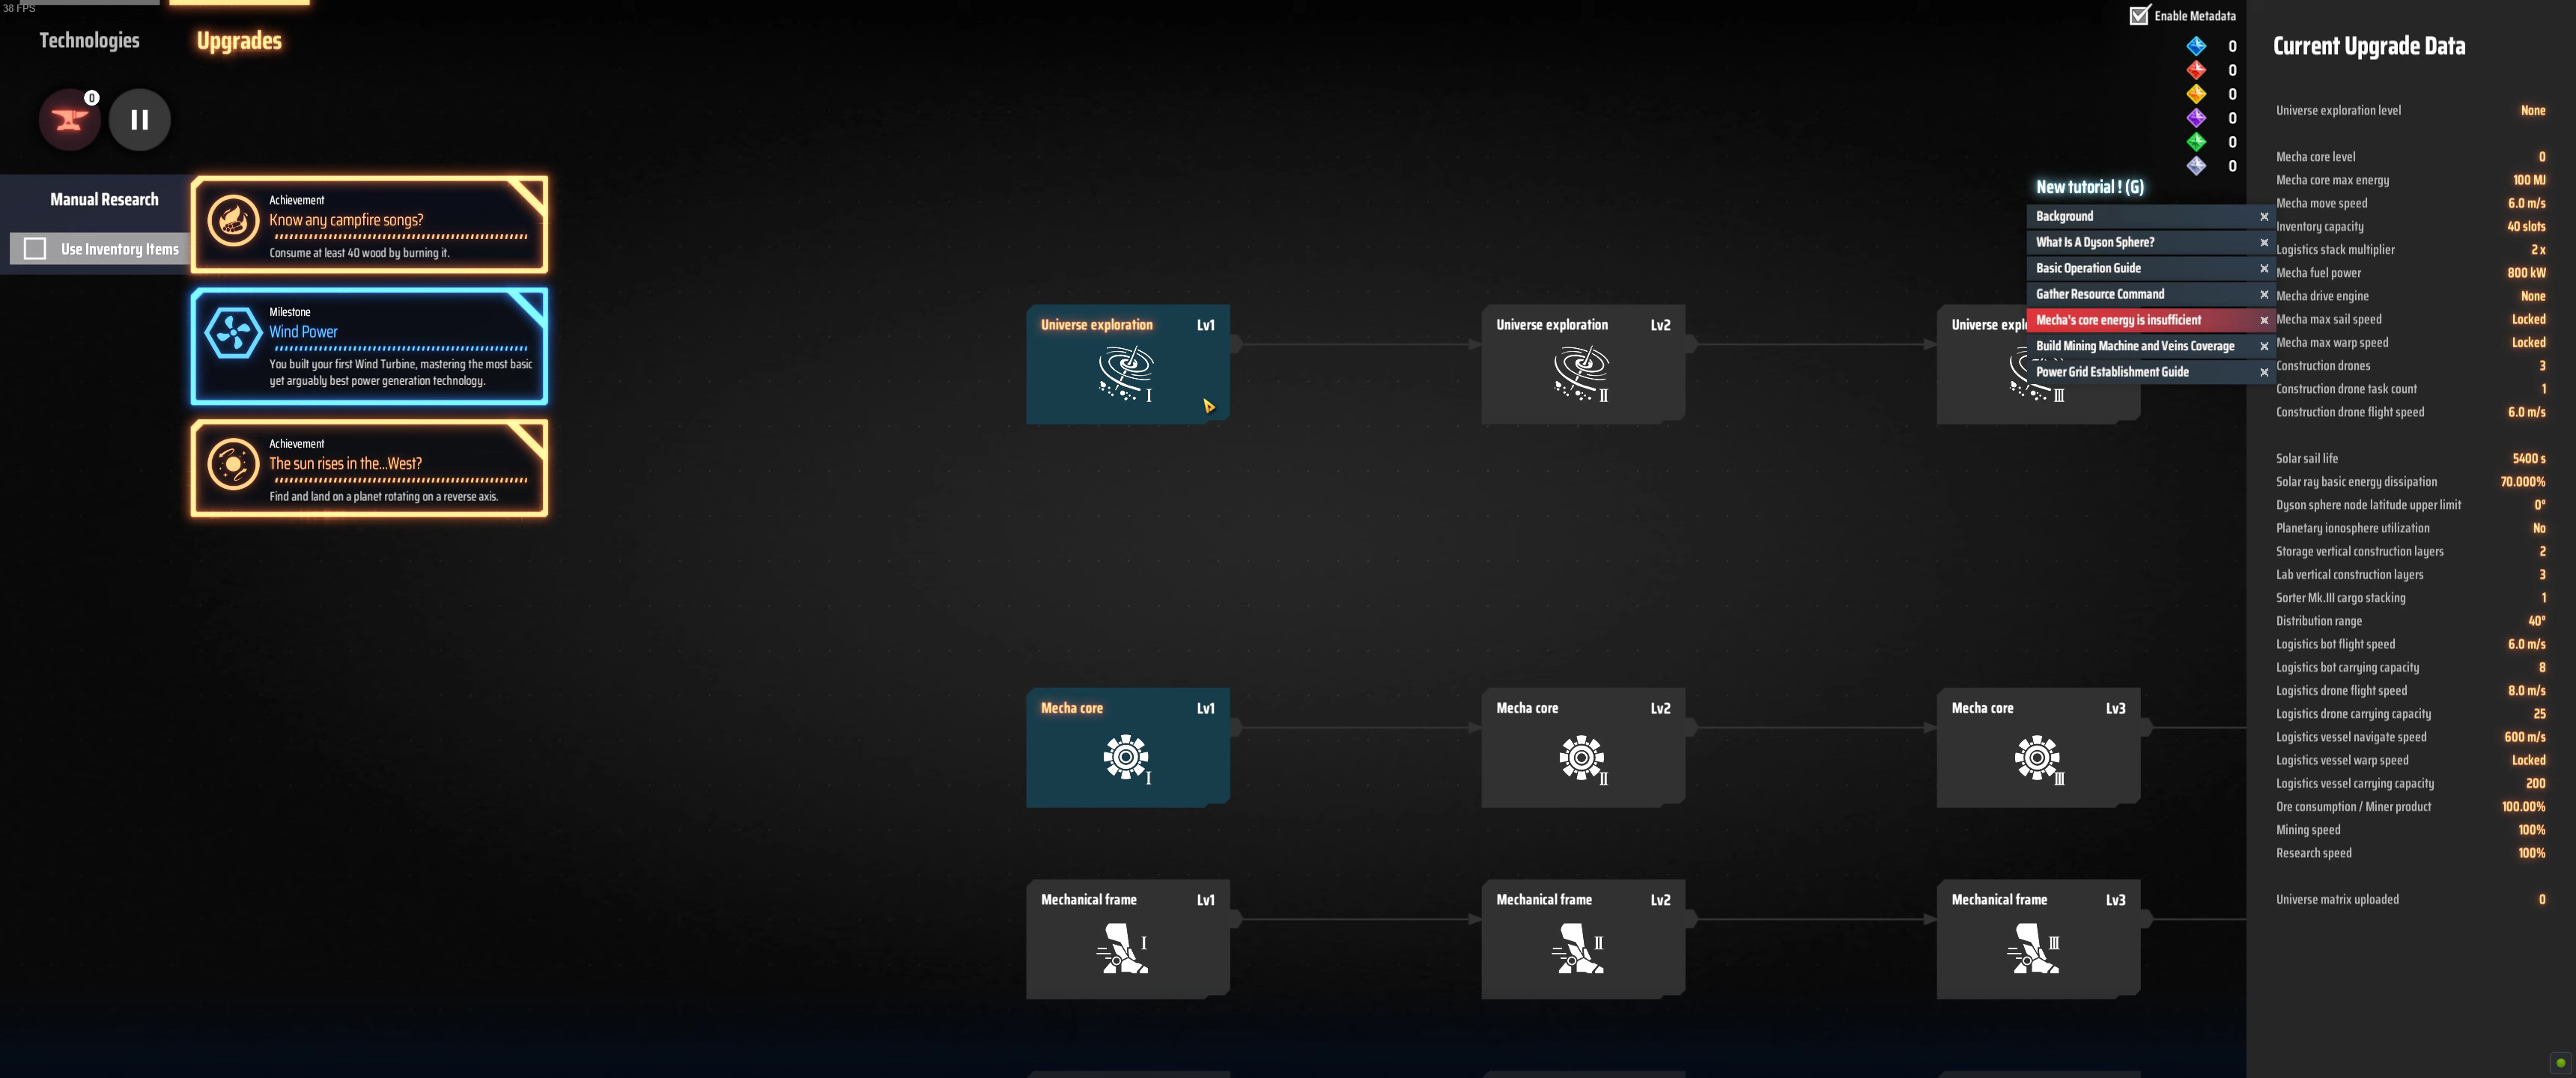 38 FPS
Technologies
Upgrades
0
Manual Research
Use Inventory Items
Achievement
Know any campfire songs?
Consume at least 40 wood by burning it.
Milestone
Wind Power
You built your first Wind Turbine, mastering the most basic
yet arguably best power generation technology.
Achievement
The sun rises in the...West?
Find and land on a planet rotating on a reverse axis.
Universe exploration Lv1
I
Universe exploration Lv2
II
Universe expl
III
Mecha core Lv1
I
Mecha core Lv2
II
Mecha core Lv3
III
Mechanical frame Lv1
I
Mechanical frame Lv2
II
Mechanical frame Lv3
III
Enable Metadata
0
0
0
0
0
0
New tutorial ! (G)
Background
What Is A Dyson Sphere?
Basic Operation Guide
Gather Resource Command
Mecha's core energy is insufficient
Build Mining Machine and Veins Coverage
Power Grid Establishment Guide
Current Upgrade Data
Universe exploration level None
Mecha core level 0
Mecha core max energy 100 MJ
Mecha move speed 6.0 m/s
Inventory capacity 40 slots
Logistics stack multiplier 2 x
Mecha fuel power 800 kW
Mecha drive engine None
Mecha max sail speed Locked
Mecha max warp speed Locked
Construction drones 3
Construction drone task count 1
Construction drone flight speed 6.0 m/s
Solar sail life 5400 s
Solar ray basic energy dissipation 70.000%
Dyson sphere node latitude upper limit 0°
Planetary ionosphere utilization No
Storage vertical construction layers 2
Lab vertical construction layers 3
Sorter Mk.III cargo stacking 1
Distribution range 40°
Logistics bot flight speed 6.0 m/s
Logistics bot carrying capacity 8
Logistics drone flight speed 8.0 m/s
Logistics drone carrying capacity 25
Logistics vessel navigate speed 600 m/s
Logistics vessel warp speed Locked
Logistics vessel carrying capacity 200
Ore consumption / Miner product 100.00%
Mining speed 100%
Research speed 100%
Universe matrix uploaded 0